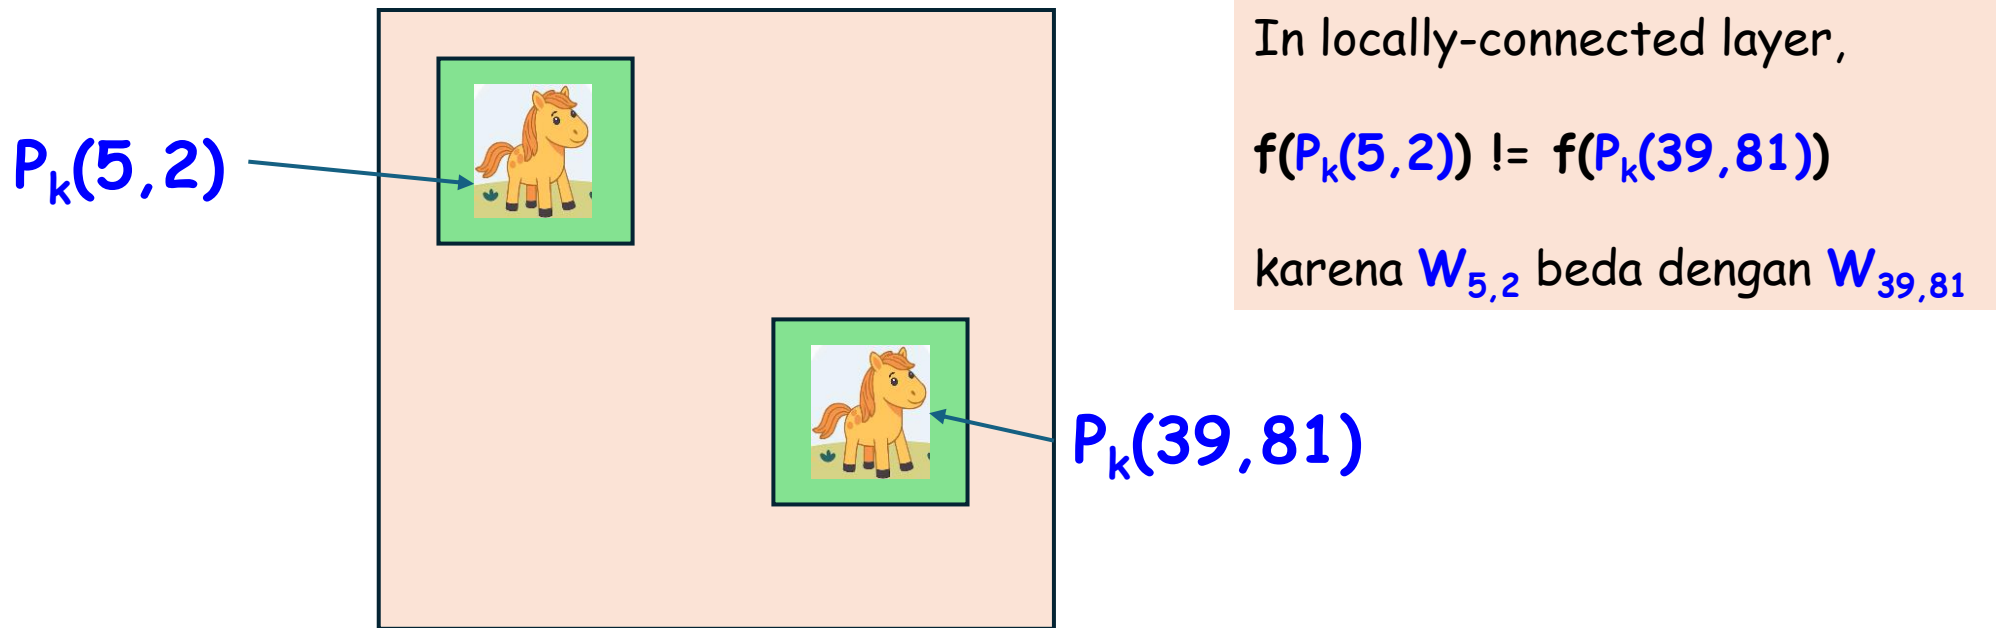 In locally-connected layer,
f(Pk(5,2)) != f(Pk(39,81))
karena W5,2 beda dengan W39,81
Pk(5,2)
Pk(39,81)